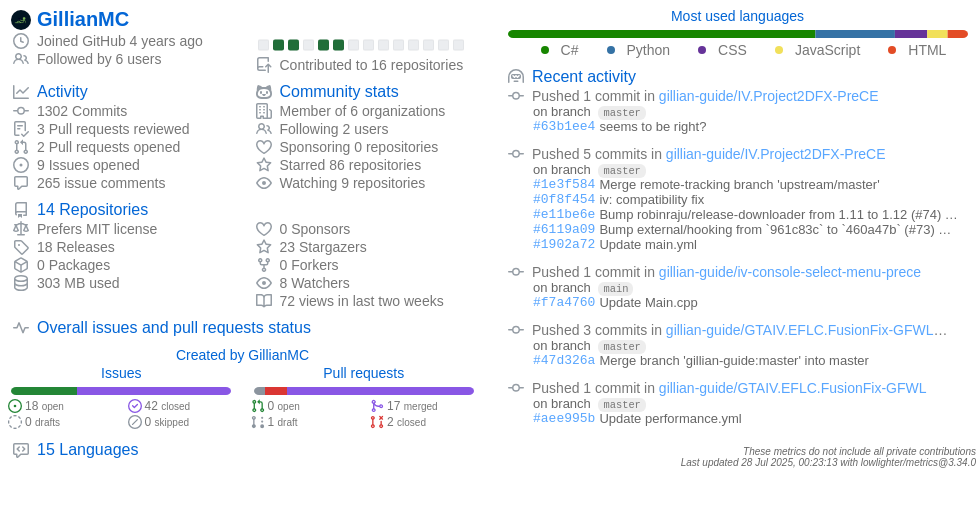 GillianMC
Joined GitHub 4 years ago
Followed by 6 users
Contributed to 16 repositories
Activity
1302 Commits
3 Pull requests reviewed
2 Pull requests opened
9 Issues opened
265 issue comments
Community stats
Member of 6 organizations
Following 2 users
Sponsoring 0 repositories
Starred 86 repositories
Watching 9 repositories
14 Repositories
Prefers MIT license
18 Releases
0 Packages
303 MB used
0 Sponsors
23 Stargazers
0 Forkers
8 Watchers
72 views in last two weeks
Overall issues and pull requests status
Created by GillianMC
Issues
18 open
42 closed
0 drafts
0 skipped
Pull requests
0 open
17 merged
1 draft
2 closed
15 Languages
Most used languages
C# Python CSS JavaScript HTML
Recent activity
Pushed 1 commit in gillian-guide/IV.Project2DFX-PreCE
on branch master
#63b1ee4 seems to be right?
Pushed 5 commits in gillian-guide/IV.Project2DFX-PreCE
on branch master
#1e3f584 Merge remote-tracking branch 'upstream/master'
#0f8f454 iv: compatibility fix
#e11be6e Bump robinraju/release-downloader from 1.11 to 1.12 (#74) …
#6119a09 Bump external/hooking from `961c83c` to `460a47b` (#73) …
#1902a72 Update main.yml
Pushed 1 commit in gillian-guide/iv-console-select-menu-prece
on branch main
#f7a4760 Update Main.cpp
Pushed 3 commits in gillian-guide/GTAIV.EFLC.FusionFix-GFWL…
on branch master
#47d326a Merge branch 'gillian-guide:master' into master
Pushed 1 commit in gillian-guide/GTAIV.EFLC.FusionFix-GFWL
on branch master
#aee995b Update performance.yml
These metrics do not include all private contributions
Last updated 28 Jul 2025, 00:23:13 with lowlighter/metrics@3.34.0